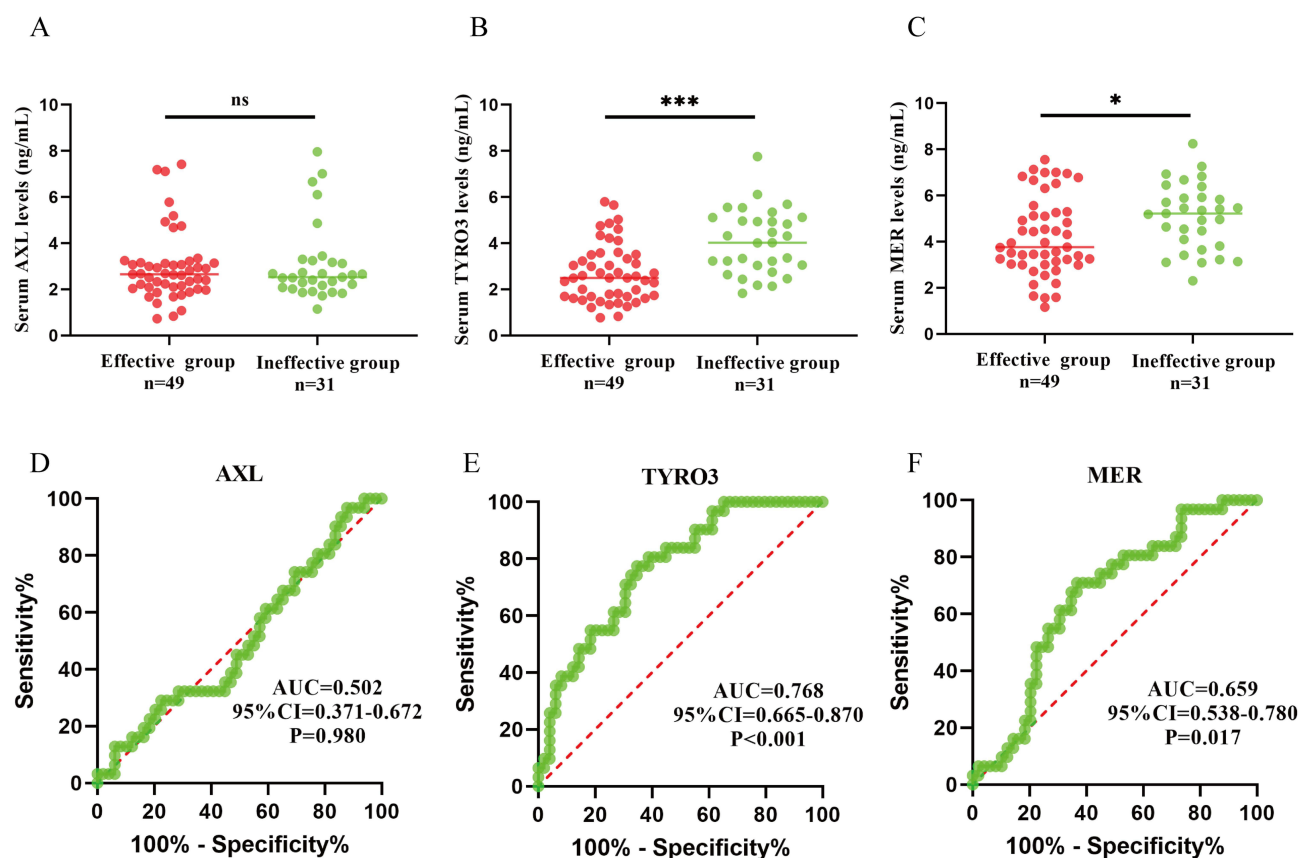 A
B
C
ns
***
*
Serum AXL levels (ng/mL)
10
8
6
4
2
0
Effective group
n=49
Ineffective group
n=31
Serum TYRO3 levels (ng/mL)
10
8
6
4
2
0
Effective group
n=49
Ineffective group
n=31
Serum MER levels (ng/mL)
10
8
6
4
2
0
Effective group
n=49
Ineffective group
n=31
D
AXL
Sensitivity%
100
80
60
40
20
0
AUC=0.502
95%CI=0.371-0.672
P=0.980
0 20 40 60 80 100
100% - Specificity%
E
TYRO3
Sensitivity%
100
80
60
40
20
0
AUC=0.768
95%CI=0.665-0.870
P<0.001
0 20 40 60 80 100
100% - Specificity%
F
MER
Sensitivity%
100
80
60
40
20
0
AUC=0.659
95%CI=0.538-0.780
P=0.017
0 20 40 60 80 100
100% - Specificity%